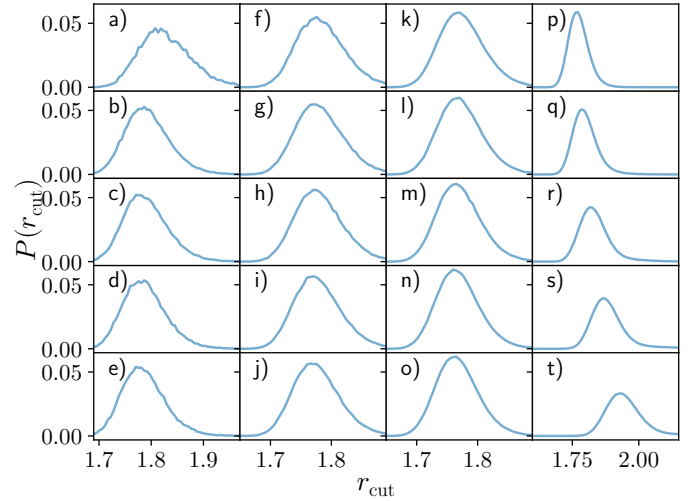 0.05 a) f) k) p)
0.00
0.05 b) g) l) q)
0.00
P(r_cut)
0.05 c) h) m) r)
0.00
0.05 d) i) n) s)
0.00
0.05 e) j) o) t)
0.00
1.7 1.8 1.9 1.7 1.8 1.7 1.8 1.75 2.00
r_cut